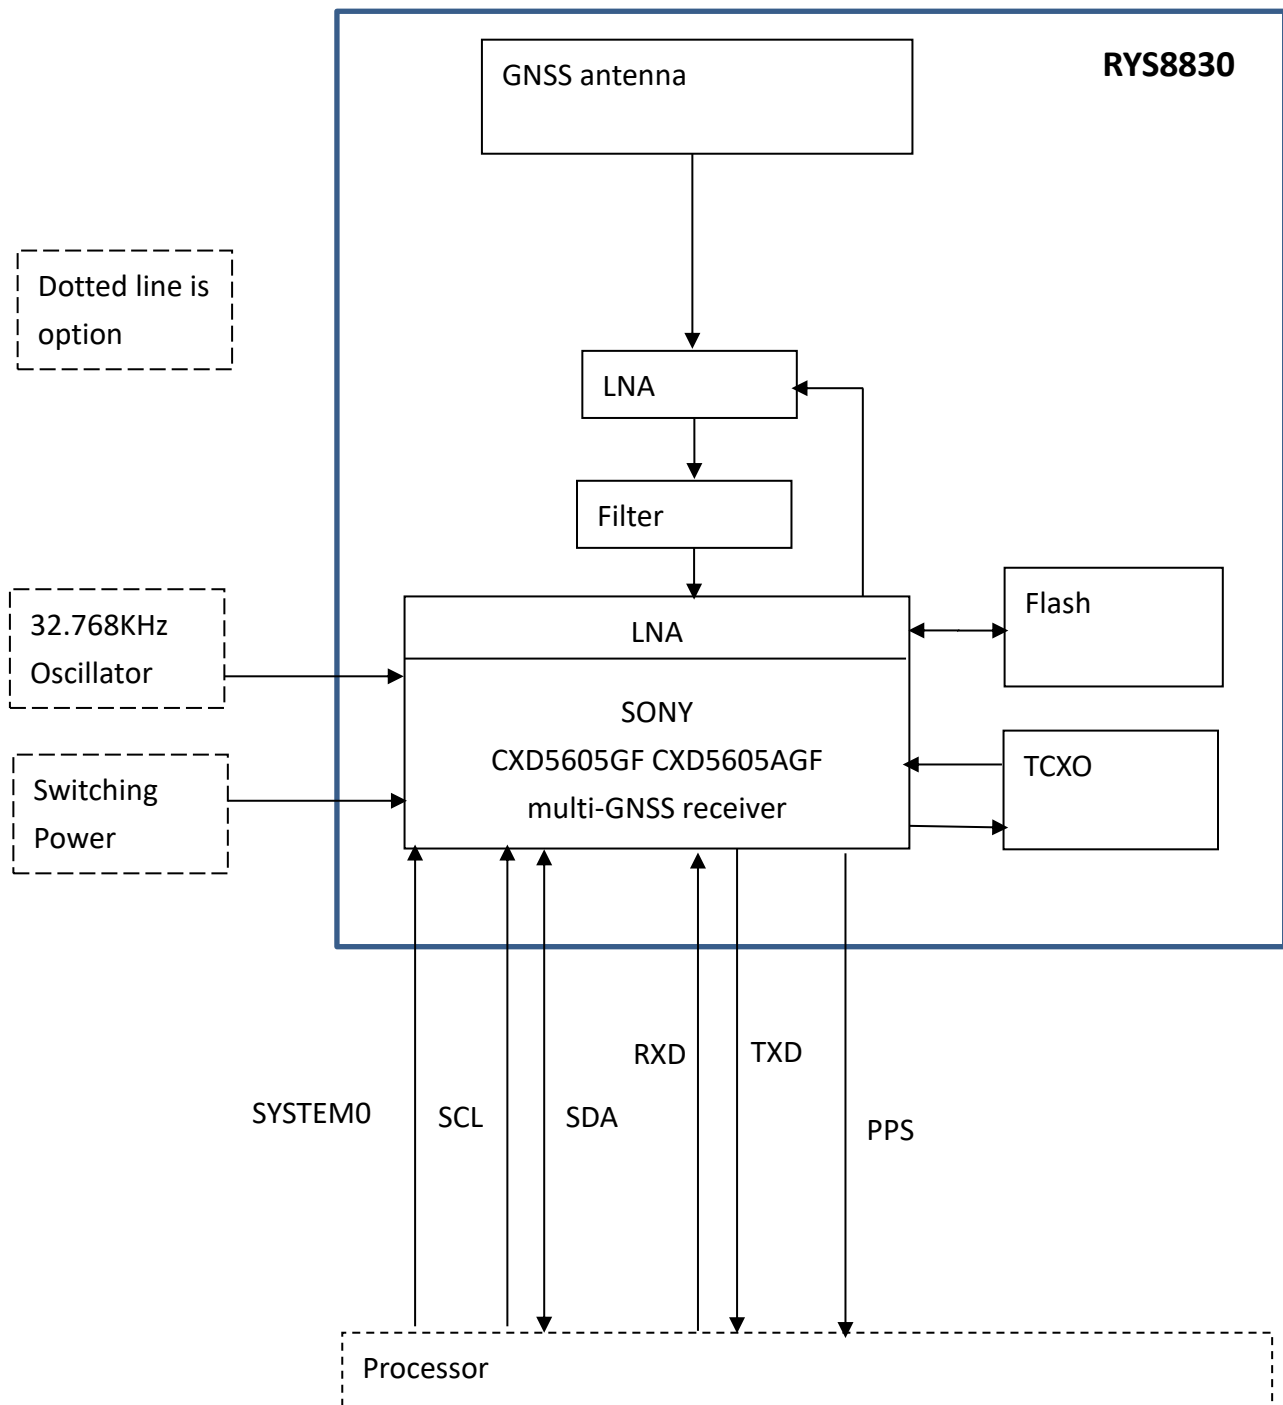 RYS8830
GNSS antenna
Dotted line is
option
LNA
Filter
32.768KHz
Oscillator
LNA
Flash
SONY
CXD5605GF CXD5605AGF
multi-GNSS receiver
TCXO
Switching
Power
RXD
TXD
SYSTEM0
SCL
SDA
PPS
Processor